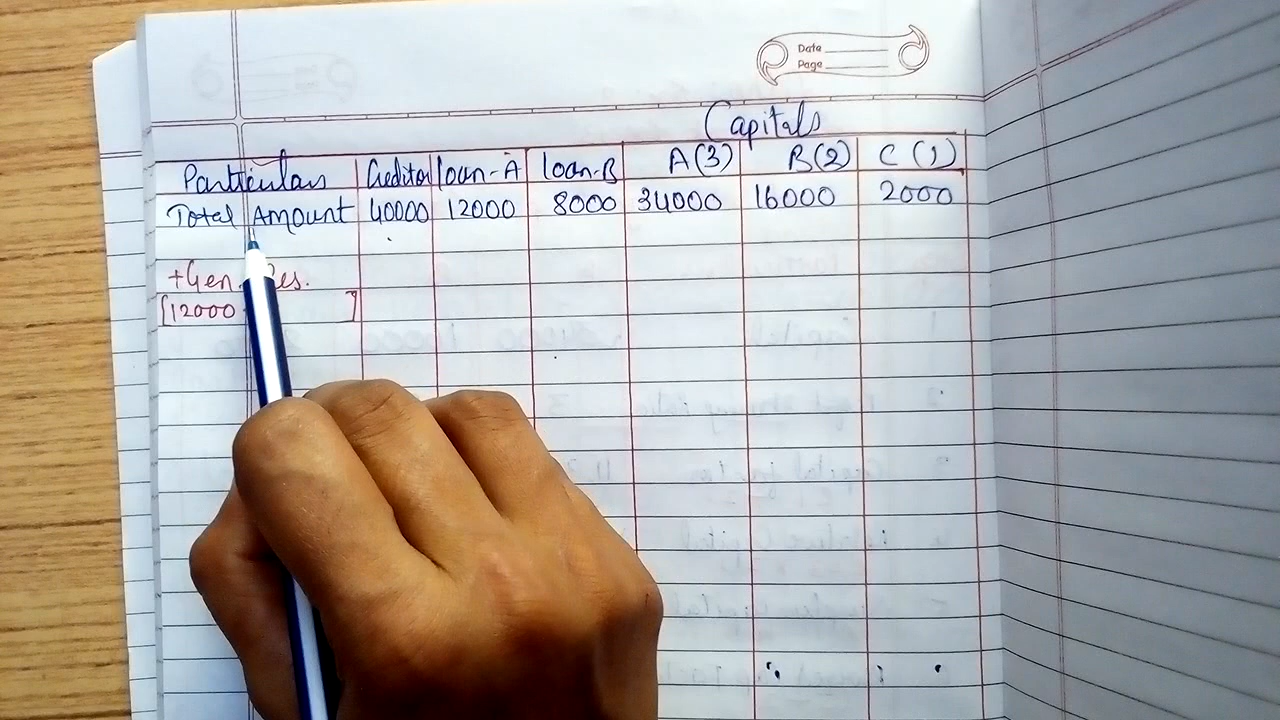 Date
Page
Capitals
Particulars Creditor loan-A loan-B A(3) B(2) C(1)
Total Amount 40000 12000 8000 34000 16000 2000
+Gen. Res.
[12000 ]